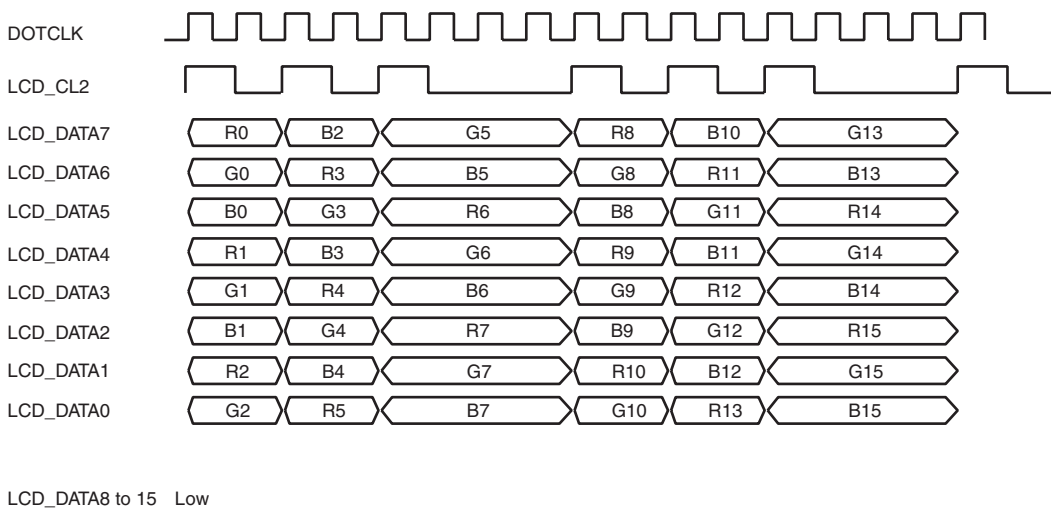 DOTCLK
LCD_CL2
LCD_DATA7 R0 B2 G5 R8 B10 G13
LCD_DATA6 G0 R3 B5 G8 R11 B13
LCD_DATA5 B0 G3 R6 B8 G11 R14
LCD_DATA4 R1 B3 G6 R9 B11 G14
LCD_DATA3 G1 R4 B6 G9 R12 B14
LCD_DATA2 B1 G4 R7 B9 G12 R15
LCD_DATA1 R2 B4 G7 R10 B12 G15
LCD_DATA0 G2 R5 B7 G10 R13 B15
LCD_DATA8 to 15 Low